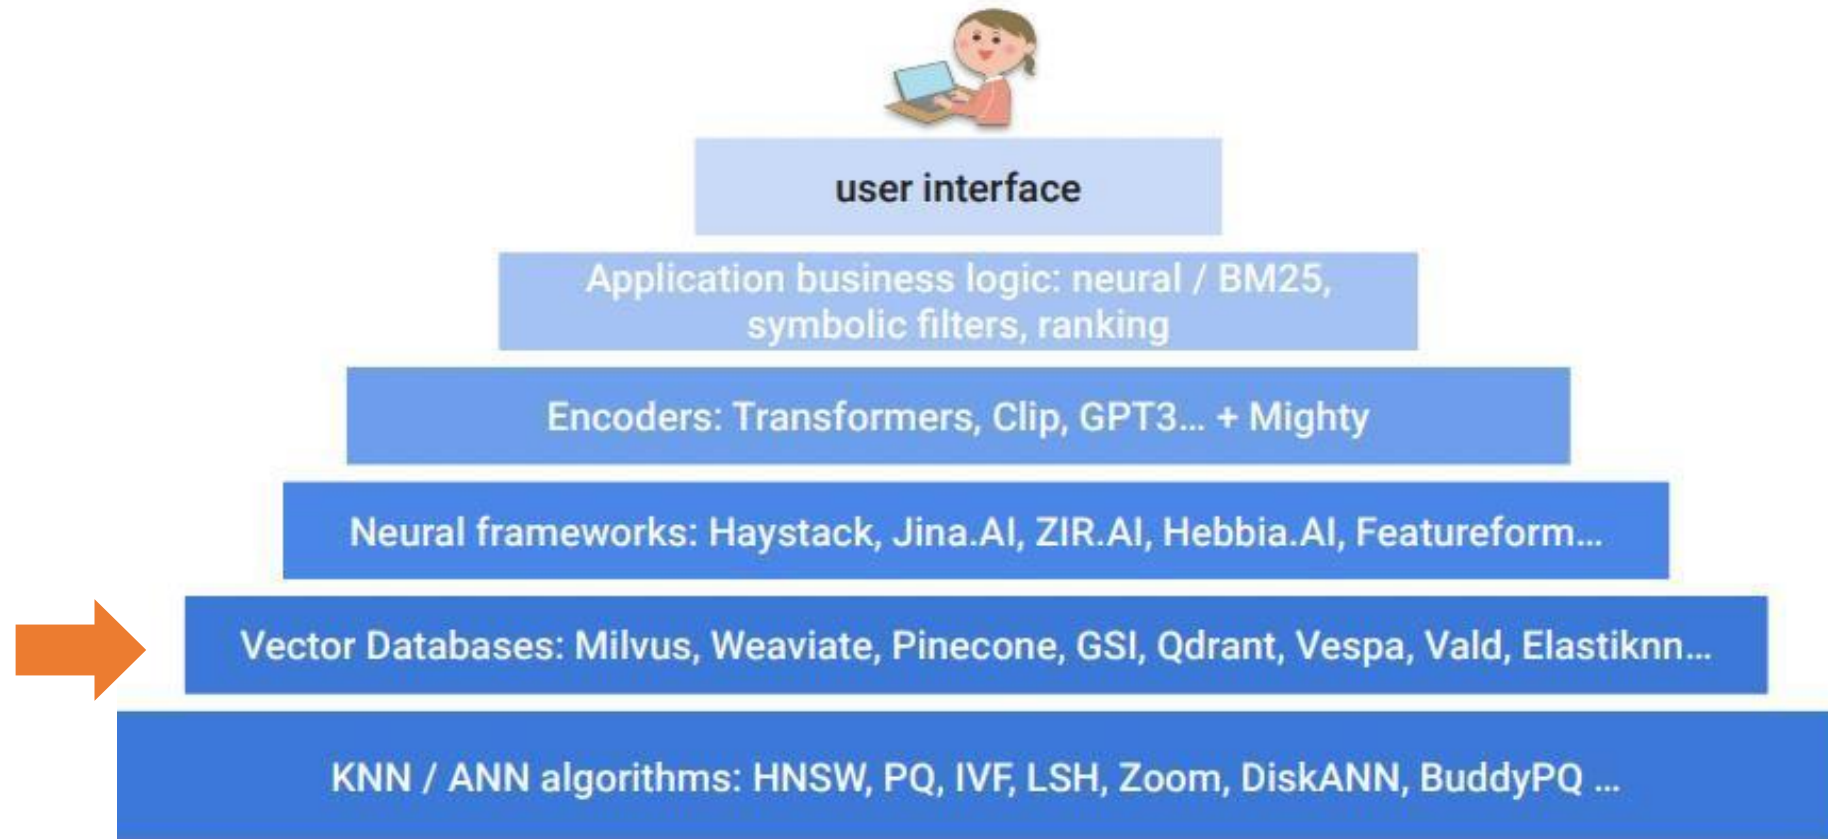 user interface
Application business logic: neural / BM25,
symbolic filters, ranking
Encoders: Transformers, Clip, GPT3… + Mighty
Neural frameworks: Haystack, Jina.AI, ZIR.AI, Hebbia.AI, Featureform…
Vector Databases: Milvus, Weaviate, Pinecone, GSI, Qdrant, Vespa, Vald, Elastiknn…
KNN / ANN algorithms: HNSW, PQ, IVF, LSH, Zoom, DiskANN, BuddyPQ …